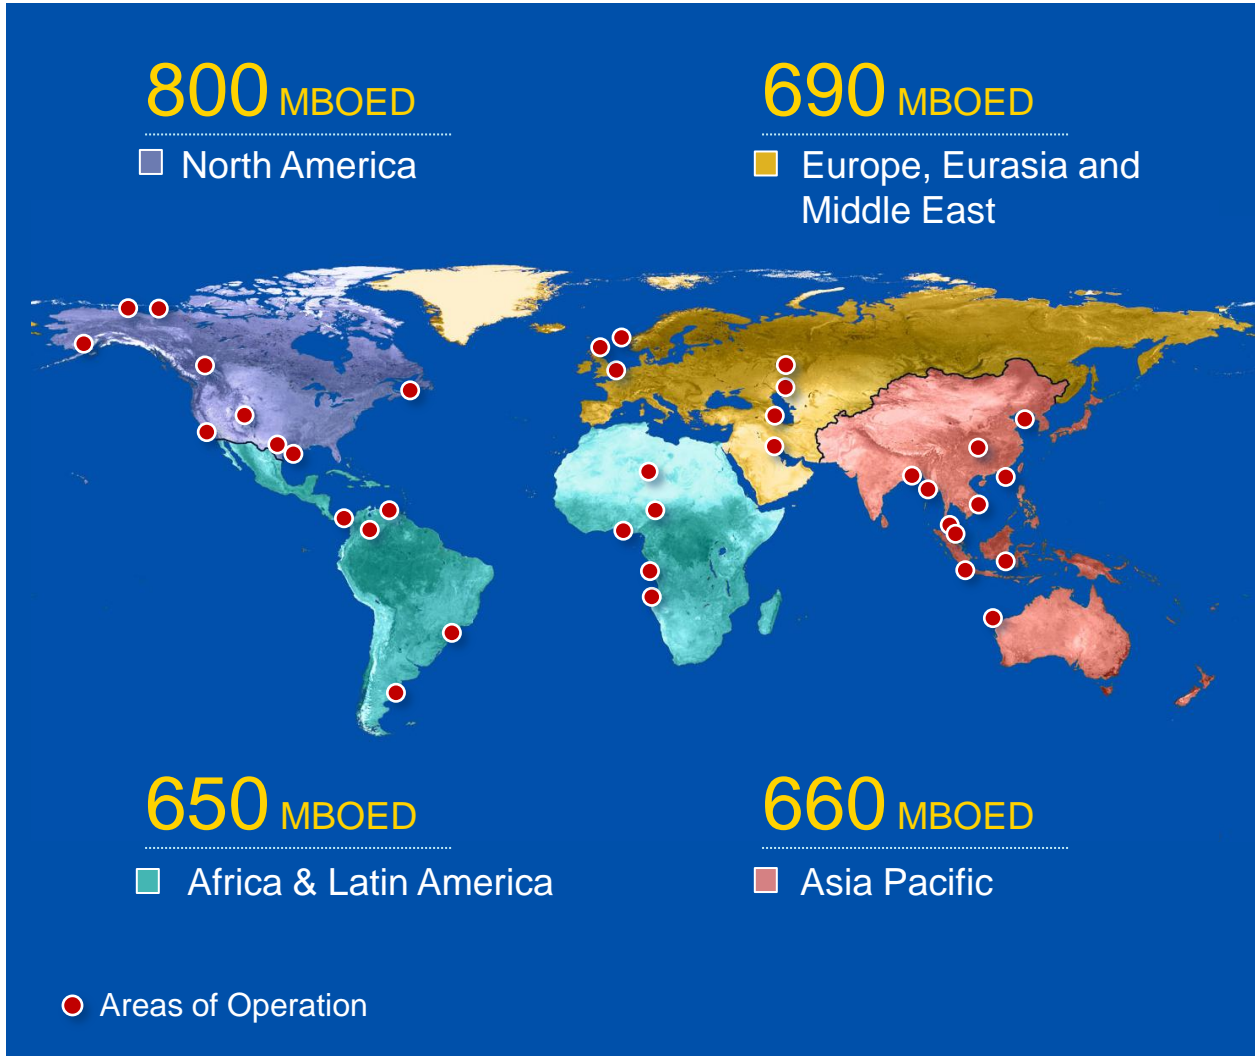 800 MBOED
North America
690 MBOED
Europe, Eurasia and
Middle East
650 MBOED
Africa & Latin America
660 MBOED
Asia Pacific
Areas of Operation